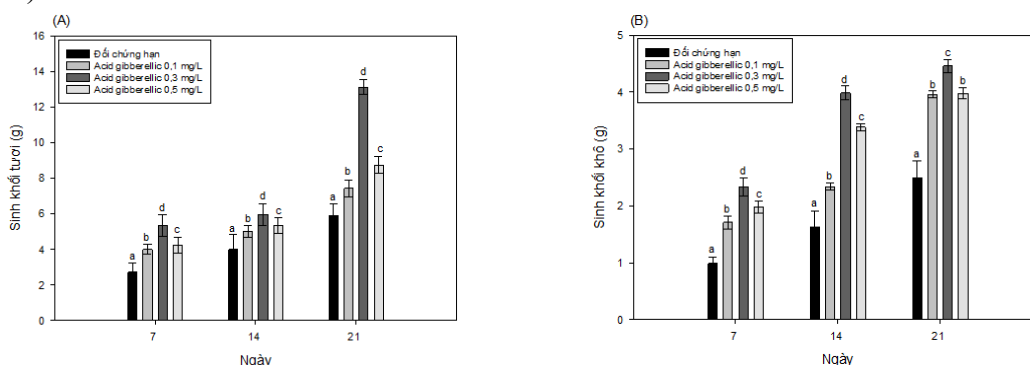 (A)
16
14
12
10
8
6
4
2
0
Sinh khối tươi (g)
Đối chứng hạn
Acid gibberellic 0,1 mg/L
Acid gibberellic 0,3 mg/L
Acid gibberellic 0,5 mg/L
a
b
d
c
a
b
d
c
a
b
d
c
7
14
21
Ngày
(B)
5
4
3
2
1
0
Sinh khối khô (g)
Đối chứng hạn
Acid gibberellic 0,1 mg/L
Acid gibberellic 0,3 mg/L
Acid gibberellic 0,5 mg/L
a
b
d
c
a
b
d
c
a
b
c
b
7
14
21
Ngày